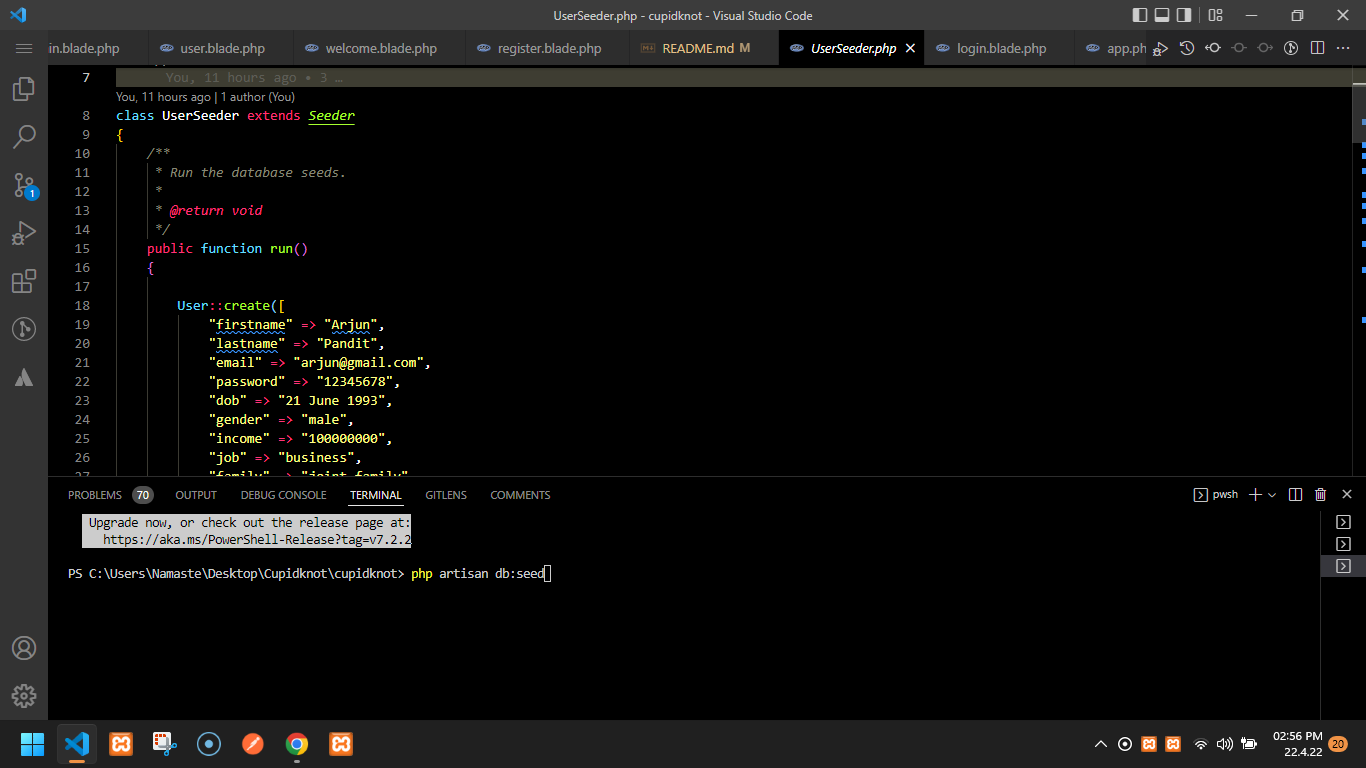 UserSeeder.php - cupidknot - Visual Studio Code
in.blade.php user.blade.php welcome.blade.php register.blade.php README.md M UserSeeder.php login.blade.php app.ph
7 You, 11 hours ago • 3 …
You, 11 hours ago | 1 author (You)
8 class UserSeeder extends Seeder
9 {
10 /**
11 * Run the database seeds.
12 *
13 * @return void
14 */
15 public function run()
16 {
17
18 User::create([
19 "firstname" => "Arjun",
20 "lastname" => "Pandit",
21 "email" => "arjun@gmail.com",
22 "password" => "12345678",
23 "dob" => "21 June 1993",
24 "gender" => "male",
25 "income" => "100000000",
26 "job" => "business",
27 "family" => "joint family"
PROBLEMS 70 OUTPUT DEBUG CONSOLE TERMINAL GITLENS COMMENTS pwsh
Upgrade now, or check out the release page at:
https://aka.ms/PowerShell-Release?tag=v7.2.2
PS C:\Users\Namaste\Desktop\Cupidknot\cupidknot> php artisan db:seed
1
02:56 PM
22.4.22
20